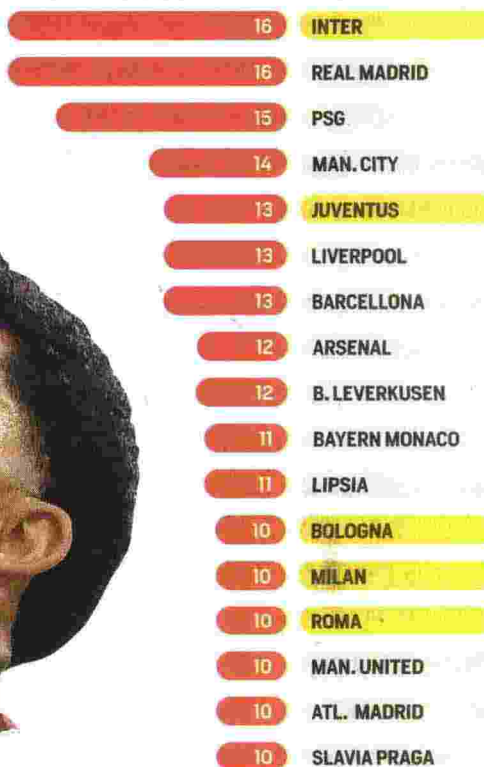 16 INTER
16 REAL MADRID
15 PSG
14 MAN. CITY
13 JUVENTUS
13 LIVERPOOL
13 BARCELLONA
12 ARSENAL
12 B. LEVERKUSEN
11 BAYERN MONACO
11 LIPSIA
10 BOLOGNA
10 MILAN
10 ROMA
10 MAN. UNITED
10 ATL. MADRID
10 SLAVIA PRAGA